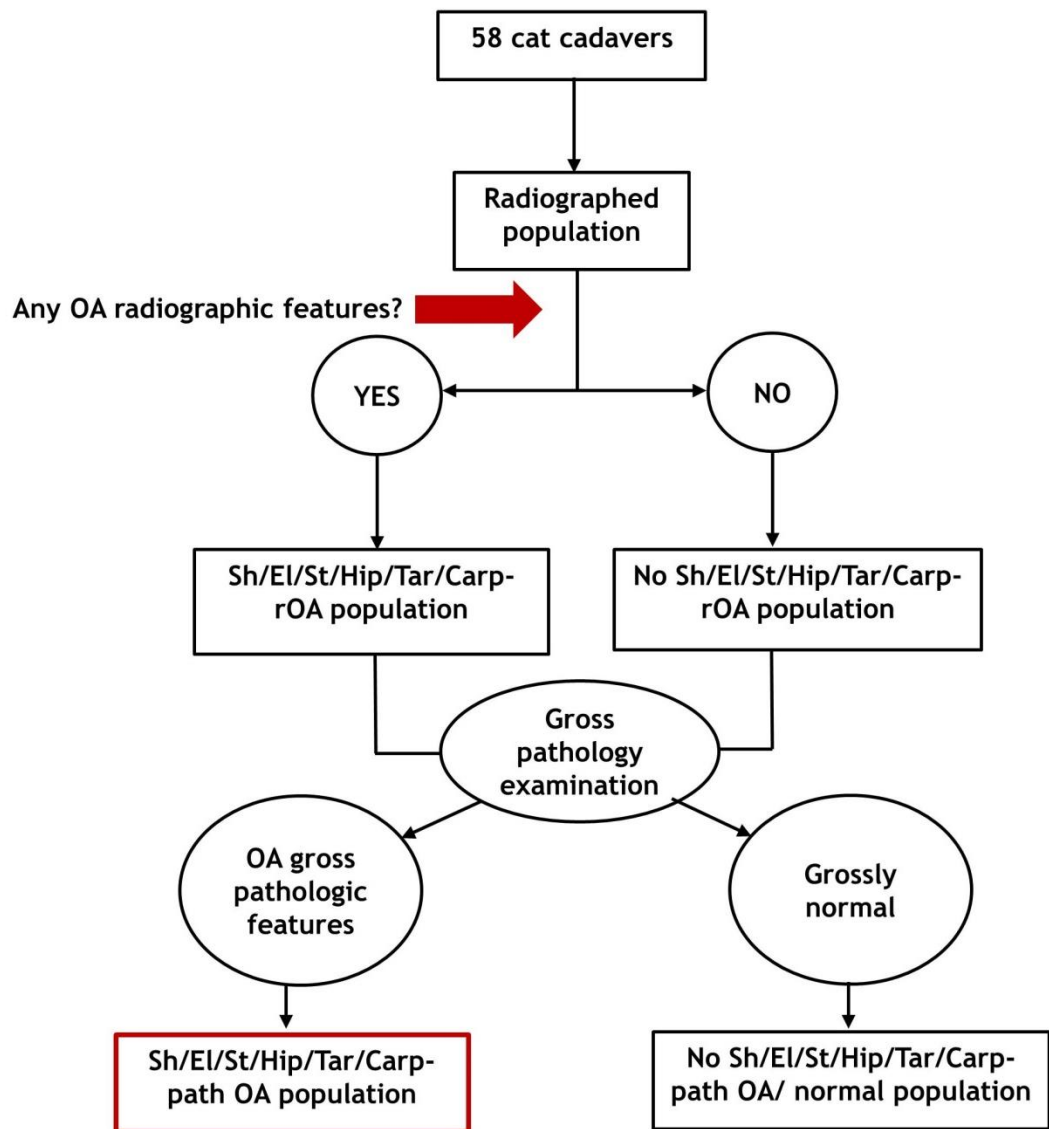 58 cat cadavers
Radiographed
population
Any OA radiographic features?
YES
NO
Sh/El/St/Hip/Tar/Carp-
rOA population
No Sh/El/St/Hip/Tar/Carp-
rOA population
Gross
pathology
examination
OA gross
pathologic
features
Grossly
normal
Sh/El/St/Hip/Tar/Carp-
path OA population
No Sh/El/St/Hip/Tar/Carp-
path OA/ normal population